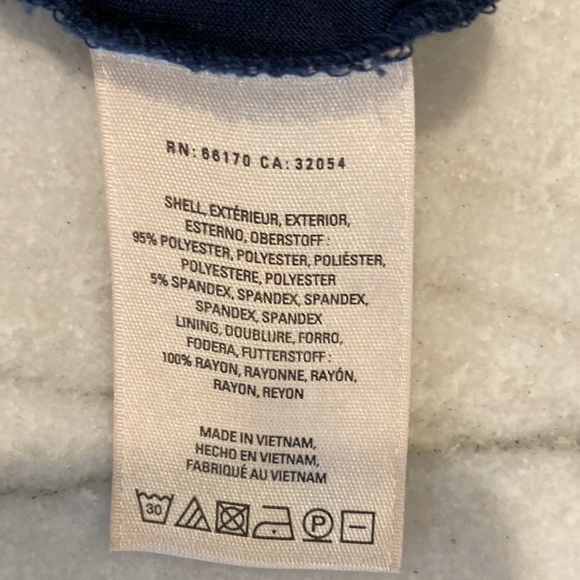 RN: 66170 CA: 32054
SHELL, EXTÉRIEUR, EXTERIOR,
ESTERNO, OBERSTOFF:
95% POLYESTER, POLYESTER, POLIÉSTER,
POLYESTERE, POLYESTER
5% SPANDEX, SPANDEX, SPANDEX,
SPANDEX, SPANDEX
LINING, DOUBLURE, FORRO,
FODERA, FUTTERSTOFF:
100% RAYON, RAYONNE, RAYÓN,
RAYON, REYON
MADE IN VIETNAM,
HECHO EN VIETNAM,
FABRIQUÉ AU VIETNAM
30 P